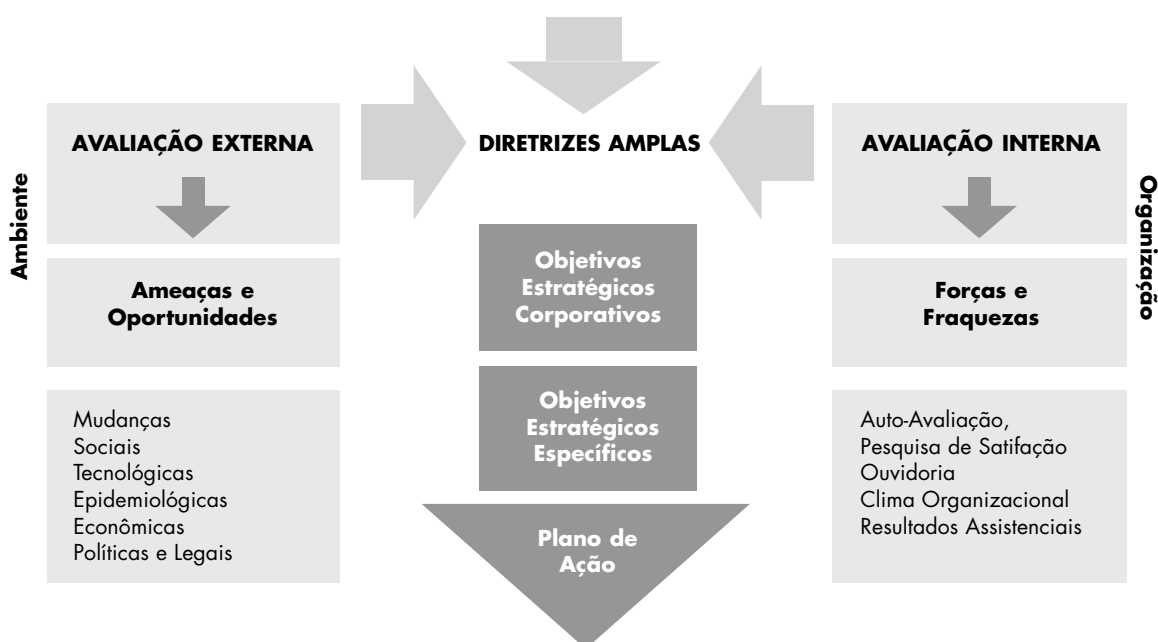 Ambiente
AVALIAÇÃO EXTERNA
Ameaças e
Oportunidades
Mudanças
Sociais
Tecnológicas
Epidemiológicas
Econômicas
Políticas e Legais
DIRETRIZES AMPLAS
Objetivos
Estratégicos
Corporativos
Objetivos
Estratégicos
Específicos
Plano de
Ação
AVALIAÇÃO INTERNA
Forças e
Fraquezas
Auto-Avaliação,
Pesquisa de Satifação
Ouvidoria
Clima Organizacional
Resultados Assistenciais
Organização